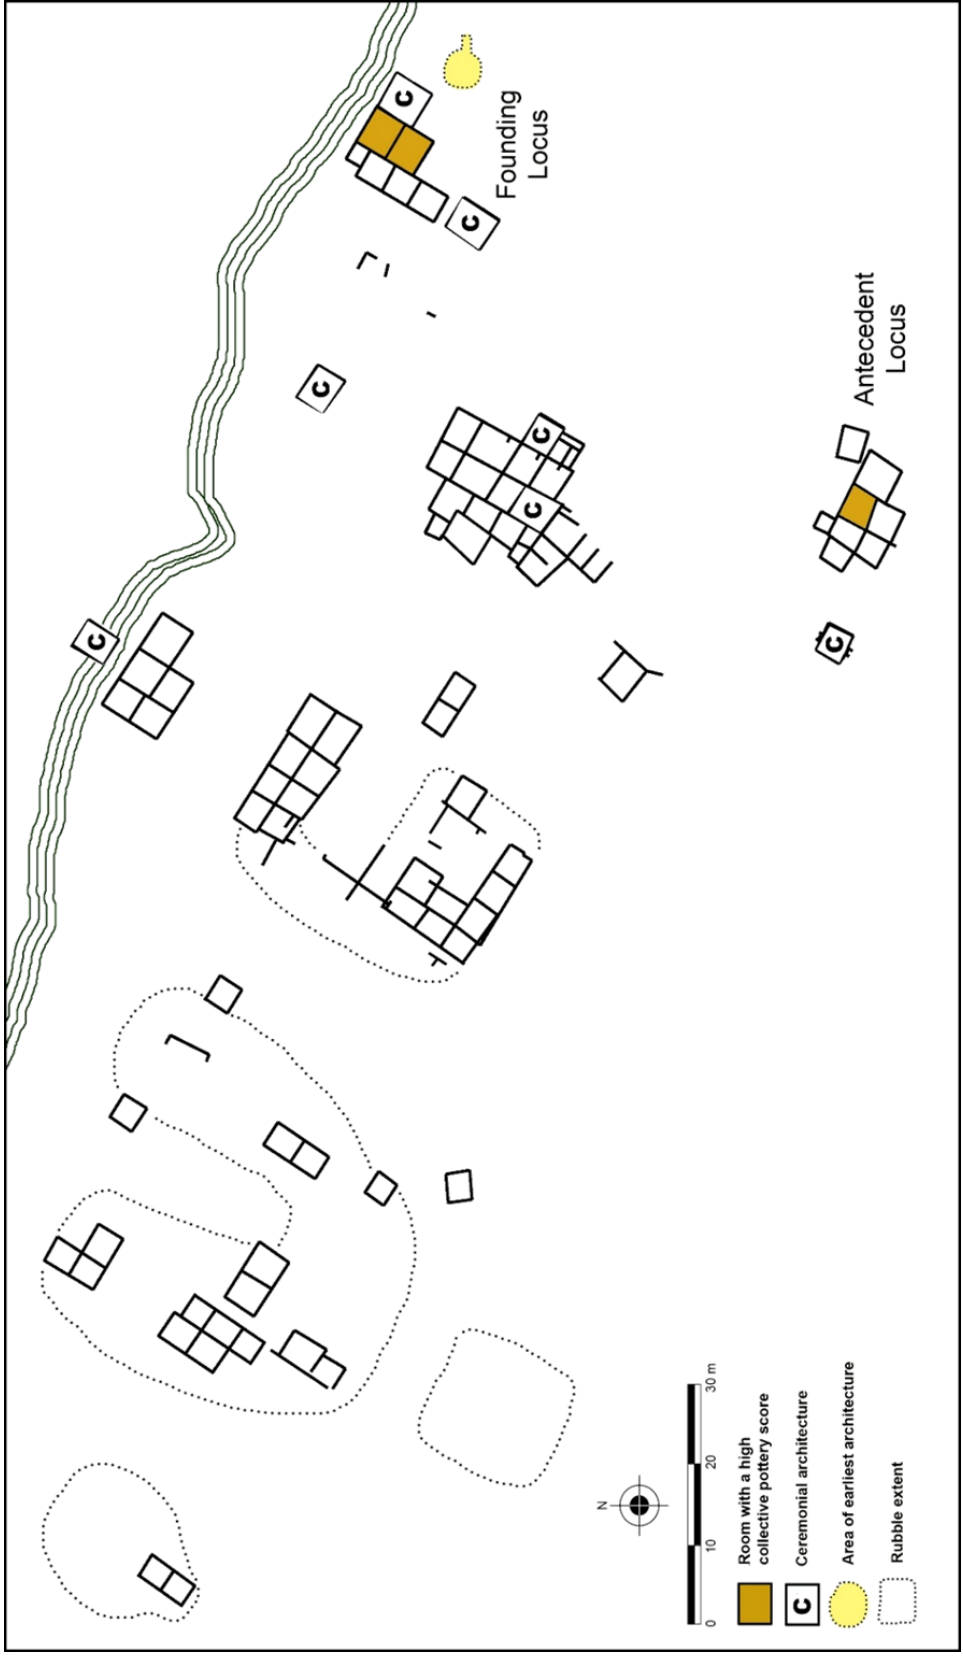 Founding
Locus
Antecedent
Locus
C
C
C
C
C
C
C
N
0
10
20
30 m
Room with a high
collective pottery score
C
Ceremonial architecture
Area of earliest architecture
Rubble extent